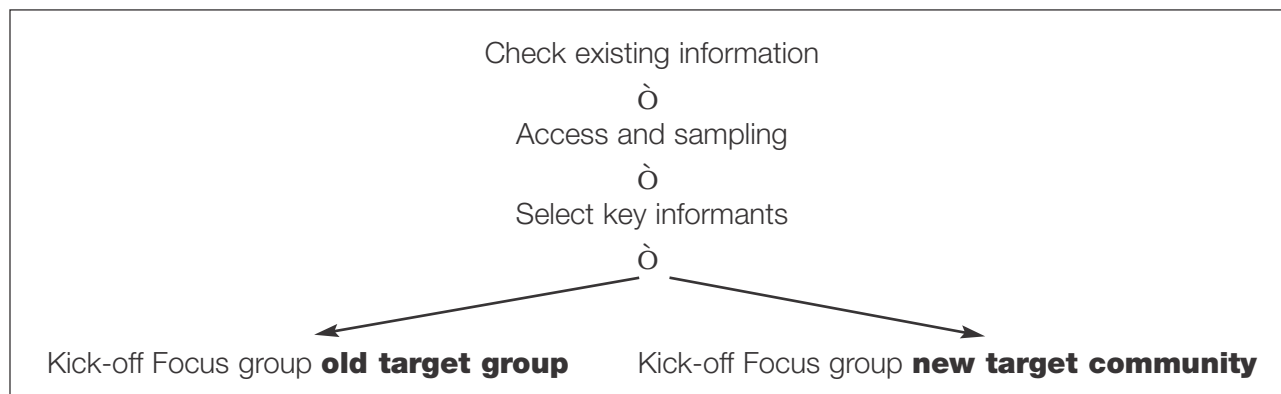 Check existing information
Ò
Access and sampling
Ò
Select key informants
Ò
Kick-off Focus group old target group Kick-off Focus group new target community